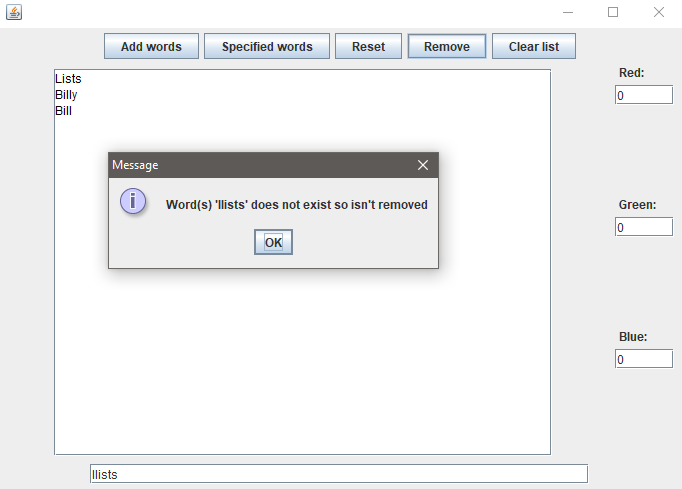 Add words Specified words Reset Remove Clear list
Red:
0
Lists
Billy
Bill
Message
Word(s) 'llists' does not exist so isn't removed
OK
Green:
0
Blue:
0
llists